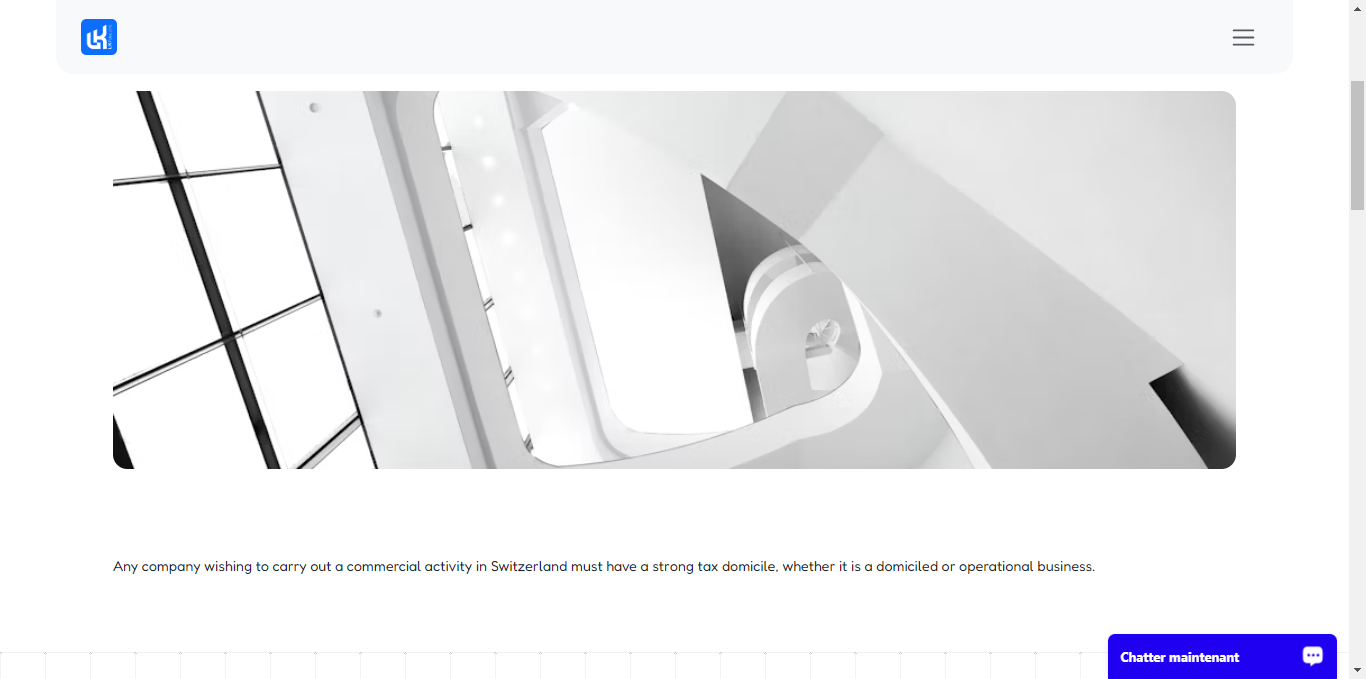 Any company wishing to carry out a commercial activity in Switzerland must have a strong tax domicile, whether it is a domiciled or operational business.
Chatter maintenant